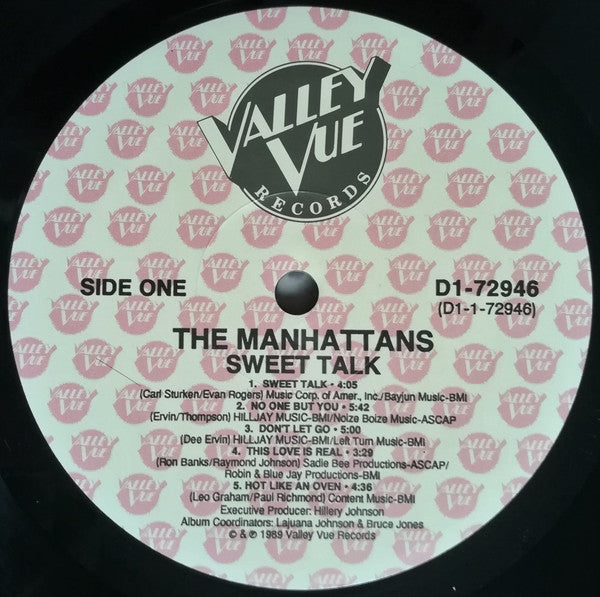 VALLEY
VUE
RECORDS
SIDE ONE
D1-72946
(D1-1-72946)
THE MANHATTANS
SWEET TALK
1. SWEET TALK • 4:05
(Carl Sturken/Evan Rogers) Music Corp. of Amer., Inc./Bayjun Music-BMI
2. NO ONE BUT YOU • 5:42
(Ervin/Thompson) HILLJAY MUSIC-BMI/Noize Boize Music-ASCAP
3. DON'T LET GO • 5:00
(Dee Ervin) HILLJAY MUSIC-BMI/Left Turn Music-BMI
4. THIS LOVE IS REAL • 3:29
(Ron Banks/Raymond Johnson) Sadie Bee Productions-ASCAP/
Robin & Blue Jay Productions-BMI
5. HOT LIKE AN OVEN • 4:36
(Leo Graham/Paul Richmond) Content Music-BMI
Executive Producer: Hillery Johnson
Album Coordinators: Lajuana Johnson & Bruce Jones
© & ℗ 1989 Valley Vue Records